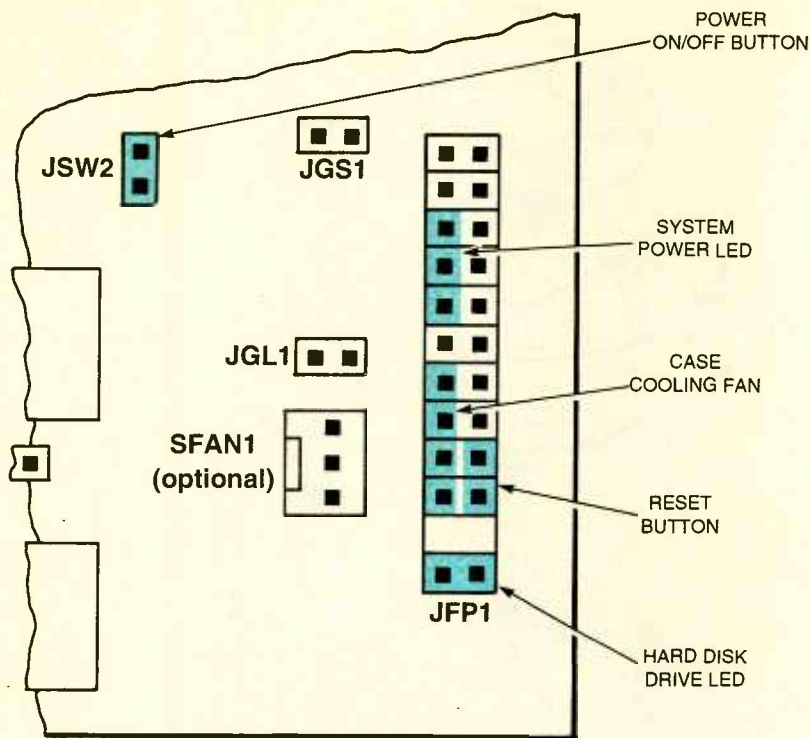 POWER
ON/OFF BUTTON
JSW2
JGS1
SYSTEM
POWER LED
JGL1
CASE
COOLING FAN
SFAN1
(optional)
RESET
BUTTON
JFP1
HARD DISK
DRIVE LED